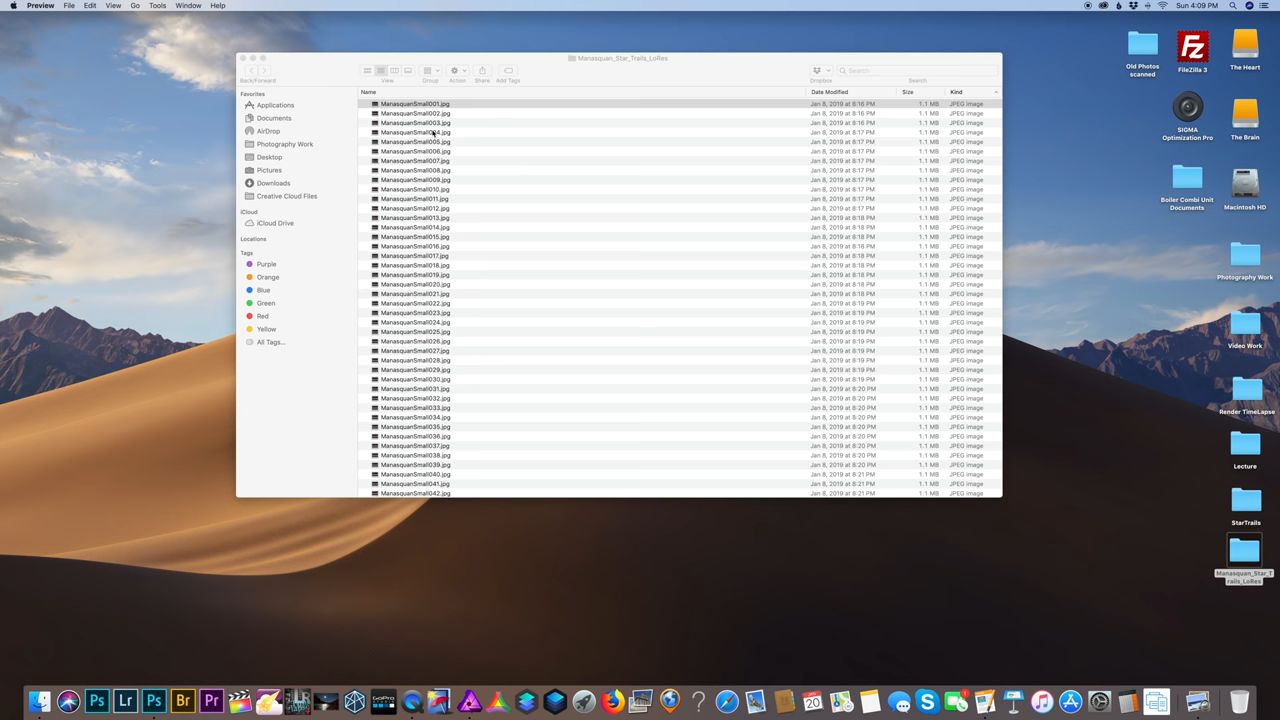 Preview File Edit View Go Tools Window Help
Sun 4:09 PM
Manasquan_Star_Trails_LoRes
Back/Forward View Group Action Share Add Tags Dropbox Search
Search
Name Date Modified Size Kind
Favorites
Applications
Documents
AirDrop
Photography Work
Desktop
Pictures
Downloads
Creative Cloud Files
iCloud
iCloud Drive
Locations
Tags
Purple
Orange
Blue
Green
Red
Yellow
All Tags...
ManasquanSmall001.jpg Jan 8, 2019 at 8:16 PM 1.1 MB JPEG image
ManasquanSmall002.jpg Jan 8, 2019 at 8:16 PM 1.1 MB JPEG image
ManasquanSmall003.jpg Jan 8, 2019 at 8:16 PM 1.1 MB JPEG image
ManasquanSmall004.jpg Jan 8, 2019 at 8:17 PM 1.1 MB JPEG image
ManasquanSmall005.jpg Jan 8, 2019 at 8:17 PM 1.1 MB JPEG image
ManasquanSmall006.jpg Jan 8, 2019 at 8:17 PM 1.1 MB JPEG image
ManasquanSmall007.jpg Jan 8, 2019 at 8:17 PM 1.1 MB JPEG image
ManasquanSmall008.jpg Jan 8, 2019 at 8:17 PM 1.1 MB JPEG image
ManasquanSmall009.jpg Jan 8, 2019 at 8:17 PM 1.1 MB JPEG image
ManasquanSmall010.jpg Jan 8, 2019 at 8:17 PM 1.1 MB JPEG image
ManasquanSmall011.jpg Jan 8, 2019 at 8:17 PM 1.1 MB JPEG image
ManasquanSmall012.jpg Jan 8, 2019 at 8:17 PM 1.1 MB JPEG image
ManasquanSmall013.jpg Jan 8, 2019 at 8:18 PM 1.1 MB JPEG image
ManasquanSmall014.jpg Jan 8, 2019 at 8:18 PM 1.1 MB JPEG image
ManasquanSmall015.jpg Jan 8, 2019 at 8:18 PM 1.1 MB JPEG image
ManasquanSmall016.jpg Jan 8, 2019 at 8:18 PM 1.1 MB JPEG image
ManasquanSmall017.jpg Jan 8, 2019 at 8:18 PM 1.1 MB JPEG image
ManasquanSmall018.jpg Jan 8, 2019 at 8:18 PM 1.1 MB JPEG image
ManasquanSmall019.jpg Jan 8, 2019 at 8:18 PM 1.1 MB JPEG image
ManasquanSmall020.jpg Jan 8, 2019 at 8:18 PM 1.1 MB JPEG image
ManasquanSmall021.jpg Jan 8, 2019 at 8:18 PM 1.1 MB JPEG image
ManasquanSmall022.jpg Jan 8, 2019 at 8:19 PM 1.1 MB JPEG image
ManasquanSmall023.jpg Jan 8, 2019 at 8:19 PM 1.1 MB JPEG image
ManasquanSmall024.jpg Jan 8, 2019 at 8:19 PM 1.1 MB JPEG image
ManasquanSmall025.jpg Jan 8, 2019 at 8:19 PM 1.1 MB JPEG image
ManasquanSmall026.jpg Jan 8, 2019 at 8:19 PM 1.1 MB JPEG image
ManasquanSmall027.jpg Jan 8, 2019 at 8:19 PM 1.1 MB JPEG image
ManasquanSmall028.jpg Jan 8, 2019 at 8:19 PM 1.1 MB JPEG image
ManasquanSmall029.jpg Jan 8, 2019 at 8:19 PM 1.1 MB JPEG image
ManasquanSmall030.jpg Jan 8, 2019 at 8:19 PM 1.1 MB JPEG image
ManasquanSmall031.jpg Jan 8, 2019 at 8:20 PM 1.1 MB JPEG image
ManasquanSmall032.jpg Jan 8, 2019 at 8:20 PM 1.1 MB JPEG image
ManasquanSmall033.jpg Jan 8, 2019 at 8:20 PM 1.1 MB JPEG image
ManasquanSmall034.jpg Jan 8, 2019 at 8:20 PM 1.1 MB JPEG image
ManasquanSmall035.jpg Jan 8, 2019 at 8:20 PM 1.1 MB JPEG image
ManasquanSmall036.jpg Jan 8, 2019 at 8:20 PM 1.1 MB JPEG image
ManasquanSmall037.jpg Jan 8, 2019 at 8:20 PM 1.1 MB JPEG image
ManasquanSmall038.jpg Jan 8, 2019 at 8:20 PM 1.1 MB JPEG image
ManasquanSmall039.jpg Jan 8, 2019 at 8:20 PM 1.1 MB JPEG image
ManasquanSmall040.jpg Jan 8, 2019 at 8:21 PM 1.1 MB JPEG image
ManasquanSmall041.jpg Jan 8, 2019 at 8:21 PM 1.1 MB JPEG image
ManasquanSmall042.jpg Jan 8, 2019 at 8:21 PM 1.1 MB JPEG image
Old Photos
scanned
Fz
FileZilla 3
The Heart
SIGMA
Optimization Pro
The Brain
Boiler Combi Unit
Documents
Macintosh HD
Photography Work
Video Work
Render TimeLapse
Lecture
StarTrails
Manasquan_Star_T
rails_LoRes
Ps Lr Ps Br Pr
GoPro
20